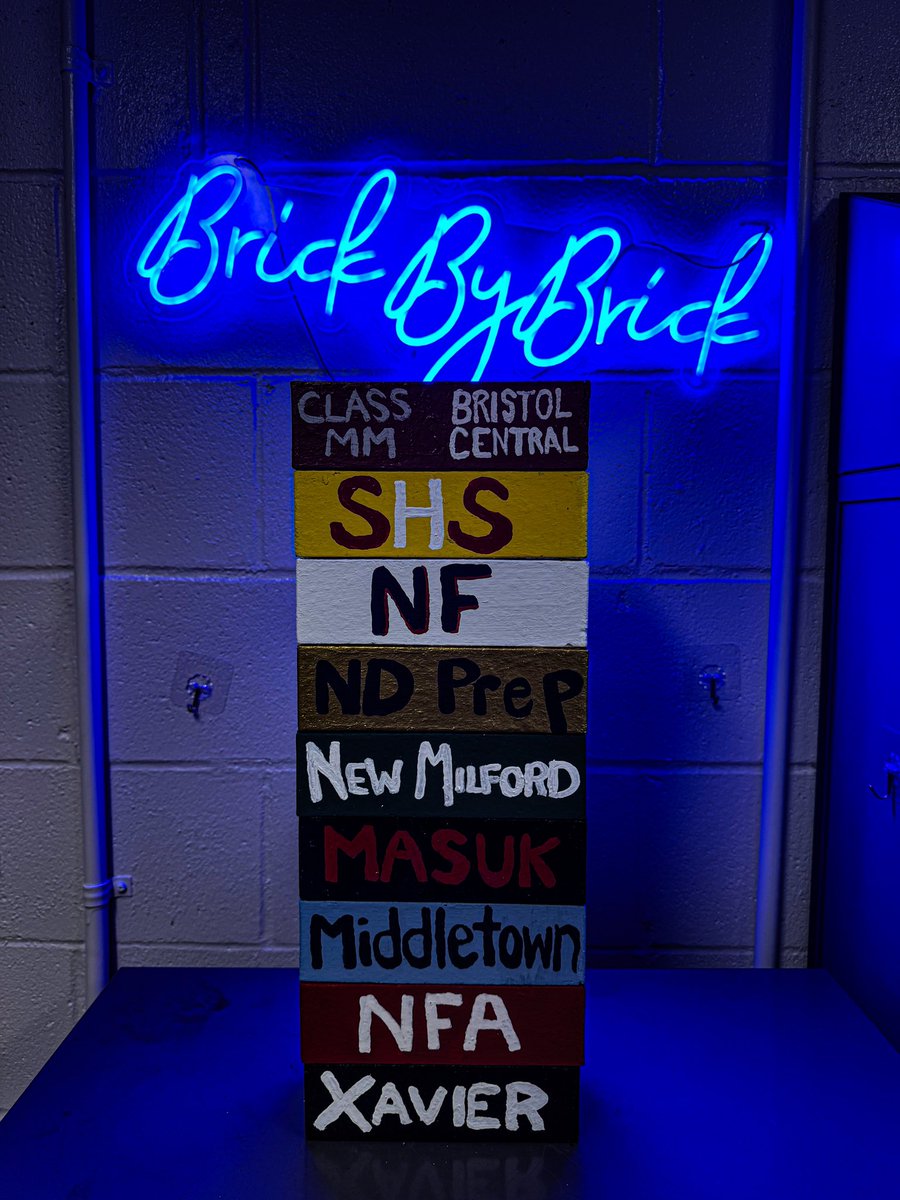 Brick By Brick
CLASS MM BRISTOL CENTRAL
SHS
NF
ND Prep
NEW MILFORD
MASUK
Middletown
NFA
XAVIER